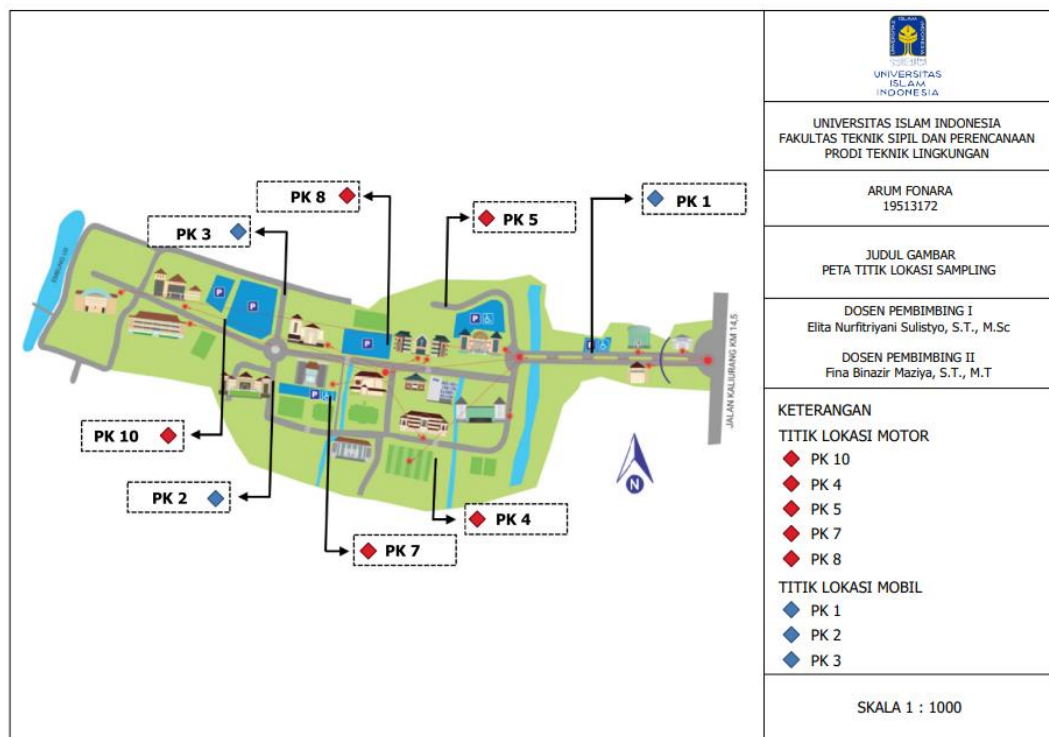 PK 8
PK 5
PK 1
PK 3
EMBUNG UII
P
P
P
P
P
P
JALAN KALIURANG KM 14,5
PK 10
PK 2
PK 4
PK 7
N
UNIVERSITAS
ISLAM
INDONESIA
UNIVERSITAS ISLAM INDONESIA
FAKULTAS TEKNIK SIPIL DAN PERENCANAAN
PRODI TEKNIK LINGKUNGAN
ARUM FONARA
19513172
JUDUL GAMBAR
PETA TITIK LOKASI SAMPLING
DOSEN PEMBIMBING I
Elita Nurfitriyani Sulistyo, S.T., M.Sc
DOSEN PEMBIMBING II
Fina Binazir Maziya, S.T., M.T
KETERANGAN
TITIK LOKASI MOTOR
PK 10
PK 4
PK 5
PK 7
PK 8
TITIK LOKASI MOBIL
PK 1
PK 2
PK 3
SKALA 1 : 1000